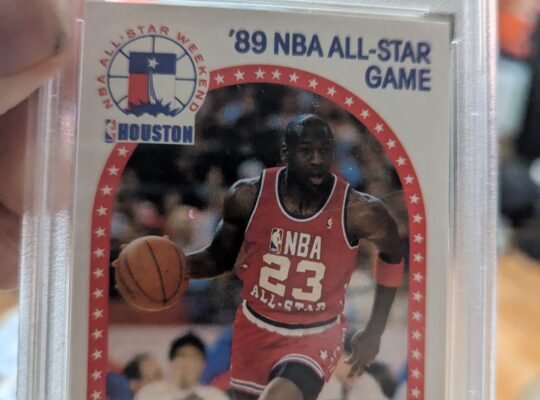 NBA ALL-STAR WEEKEND
HOUSTON
'89 NBA ALL-STAR
GAME
NBA
23
ALL-STAR